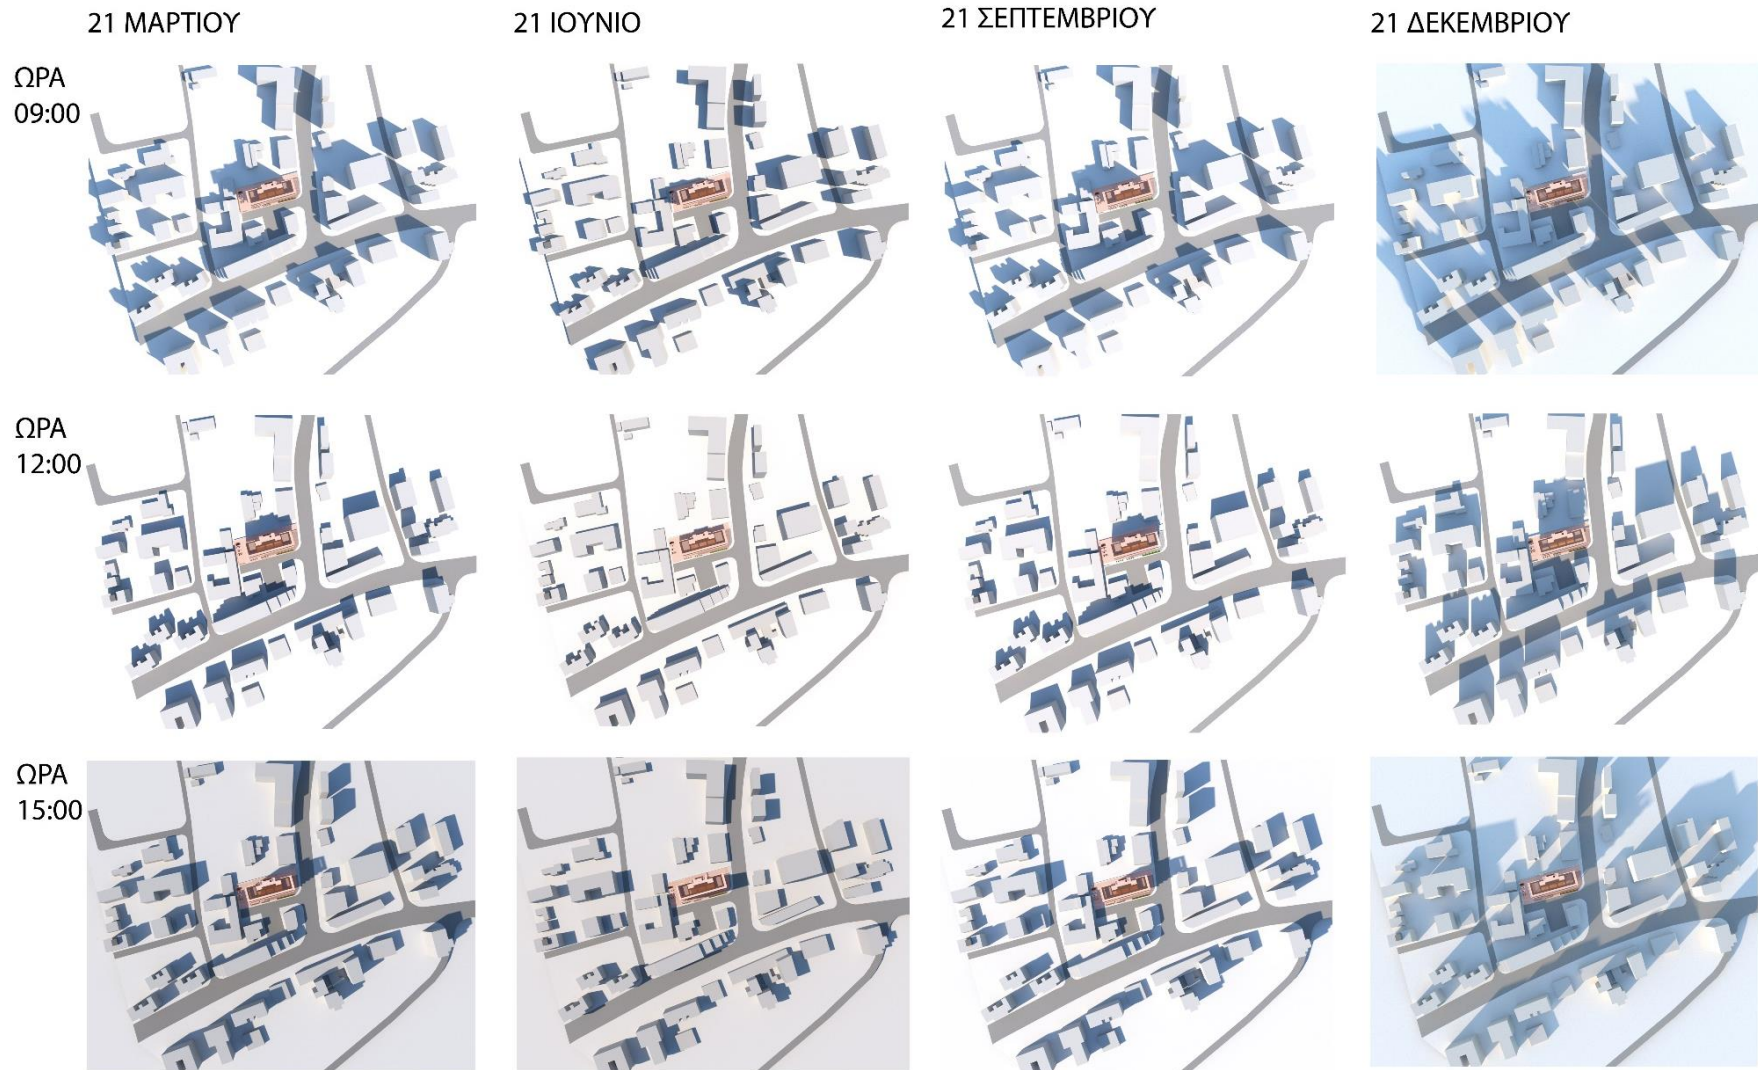 21 ΜΑΡΤΙΟΥ
21 ΙΟΥΝΙΟ
21 ΣΕΠΤΕΜΒΡΙΟΥ
21 ΔΕΚΕΜΒΡΙΟΥ
ΩΡΑ
09:00
ΩΡΑ
12:00
ΩΡΑ
15:00